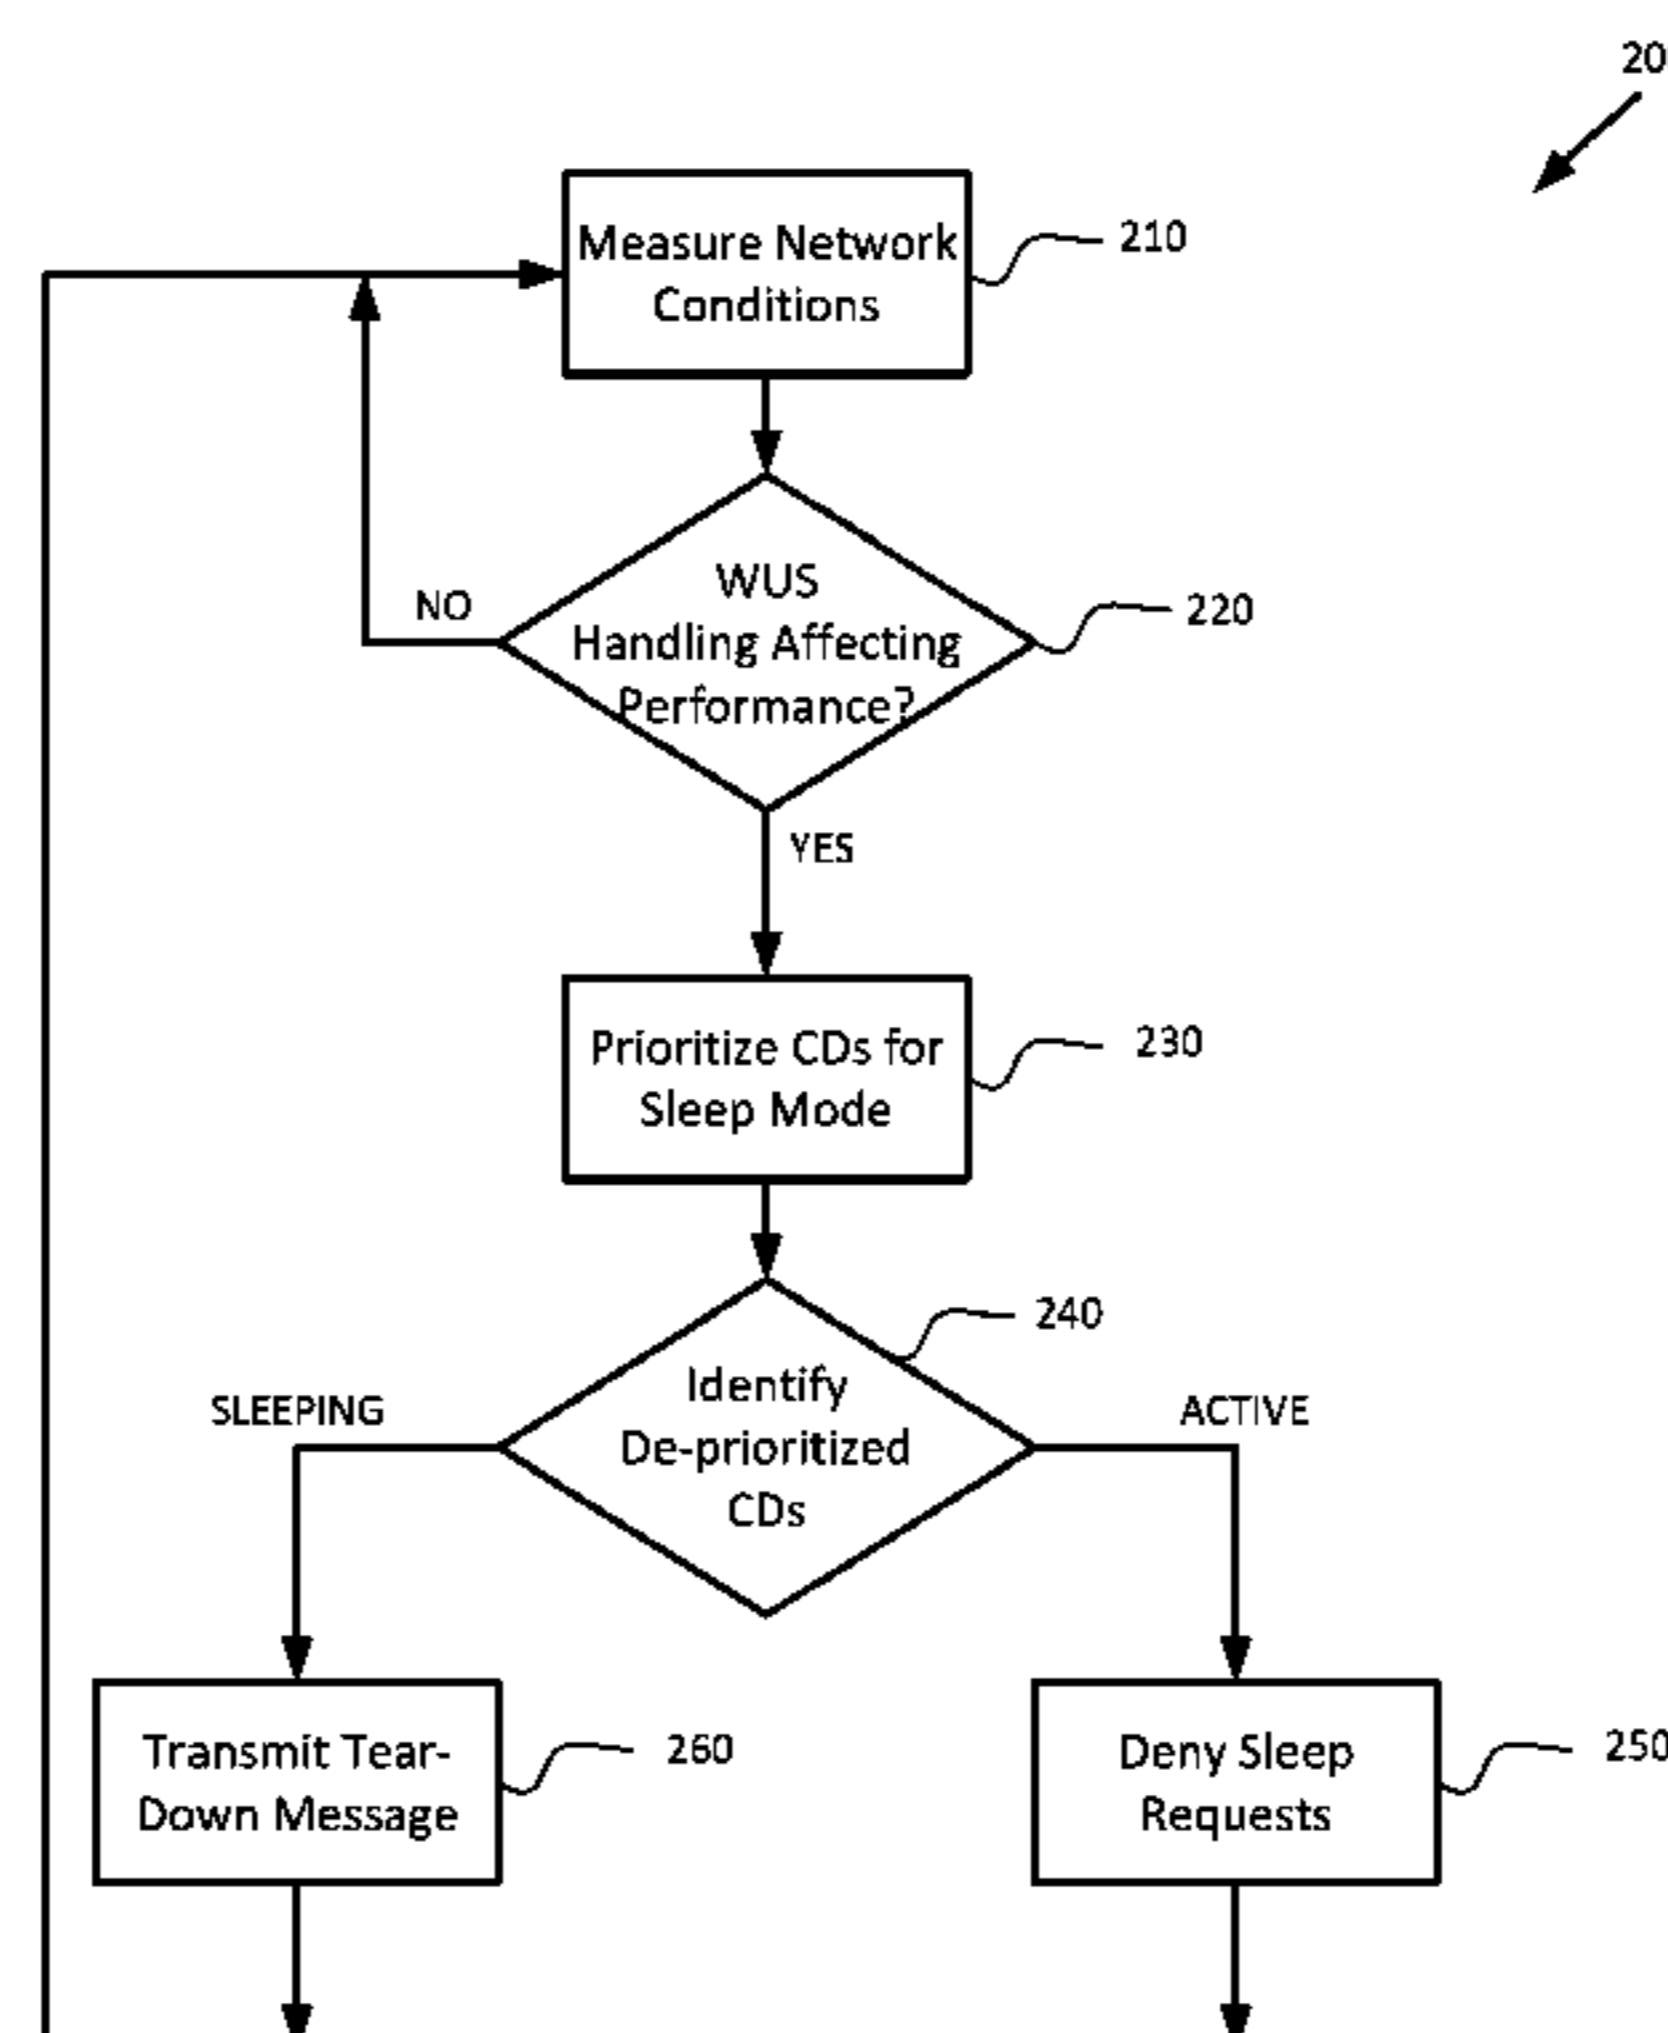 20
Measure Network
Conditions
210
WUS
Handling Affecting
Performance?
220
NO
YES
Prioritize CDs for
Sleep Mode
230
240
Identify
De-prioritized
CDs
SLEEPING
ACTIVE
Transmit Tear-
Down Message
260
Deny Sleep
Requests
250